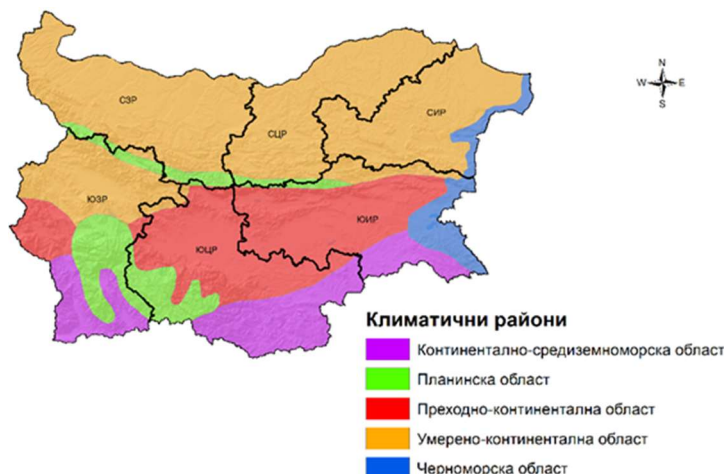 N
W E
S
СЗР
СЦР
СИР
ЮЗР
ЮИР
ЮЦР
Климатични райони
Континентално-средиземноморска област
Планинска област
Преходно-континентална област
Умерено-континентална област
Черноморска област